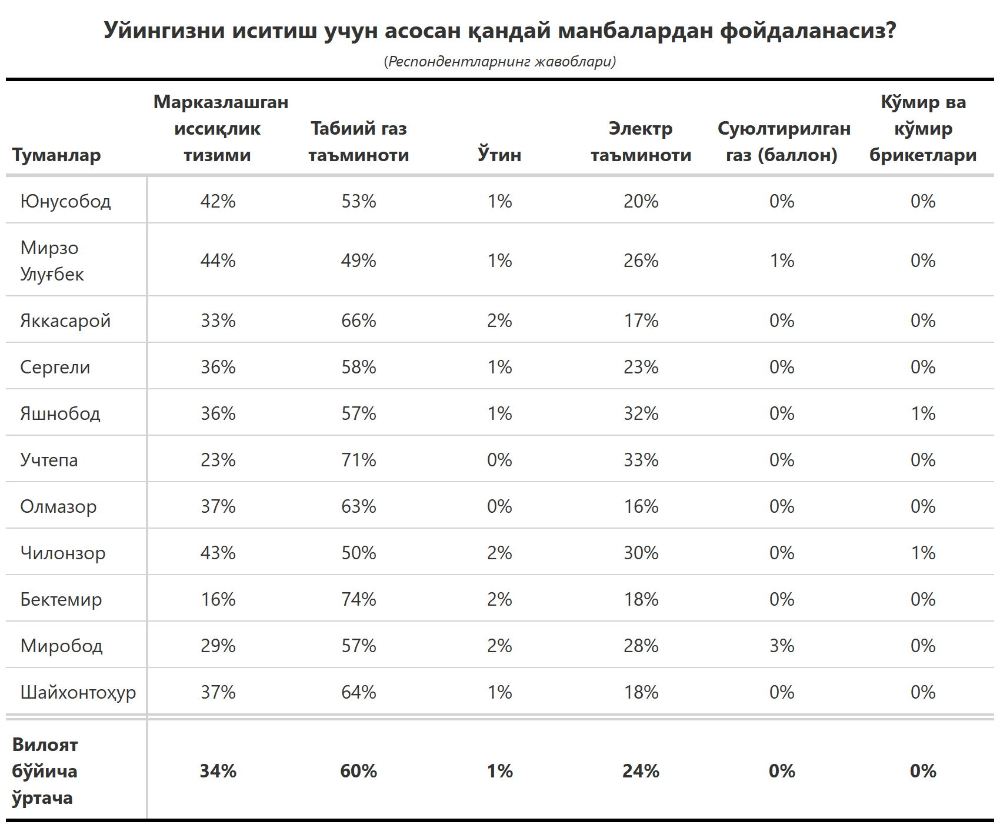 Уйингизни иситиш учун асосан қандай манбалардан фойдаланасиз?
(Респондентларнинг жавоблари)
Туманлар Марказлашган иссиқлик тизими Табиий газ таъминоти Ўтин Электр таъминоти Суюлтирилган газ (баллон) Кўмир ва кўмир брикетлари
Юнусобод 42% 53% 1% 20% 0% 0%
Мирзо Улуғбек 44% 49% 1% 26% 1% 0%
Яккасарой 33% 66% 2% 17% 0% 0%
Сергели 36% 58% 1% 23% 0% 0%
Яшнобод 36% 57% 1% 32% 0% 1%
Учтепа 23% 71% 0% 33% 0% 0%
Олмазор 37% 63% 0% 16% 0% 0%
Чилонзор 43% 50% 2% 30% 0% 1%
Бектемир 16% 74% 2% 18% 0% 0%
Миробод 29% 57% 2% 28% 3% 0%
Шайхонтоҳур 37% 64% 1% 18% 0% 0%
Вилоят бўйича ўртача 34% 60% 1% 24% 0% 0%